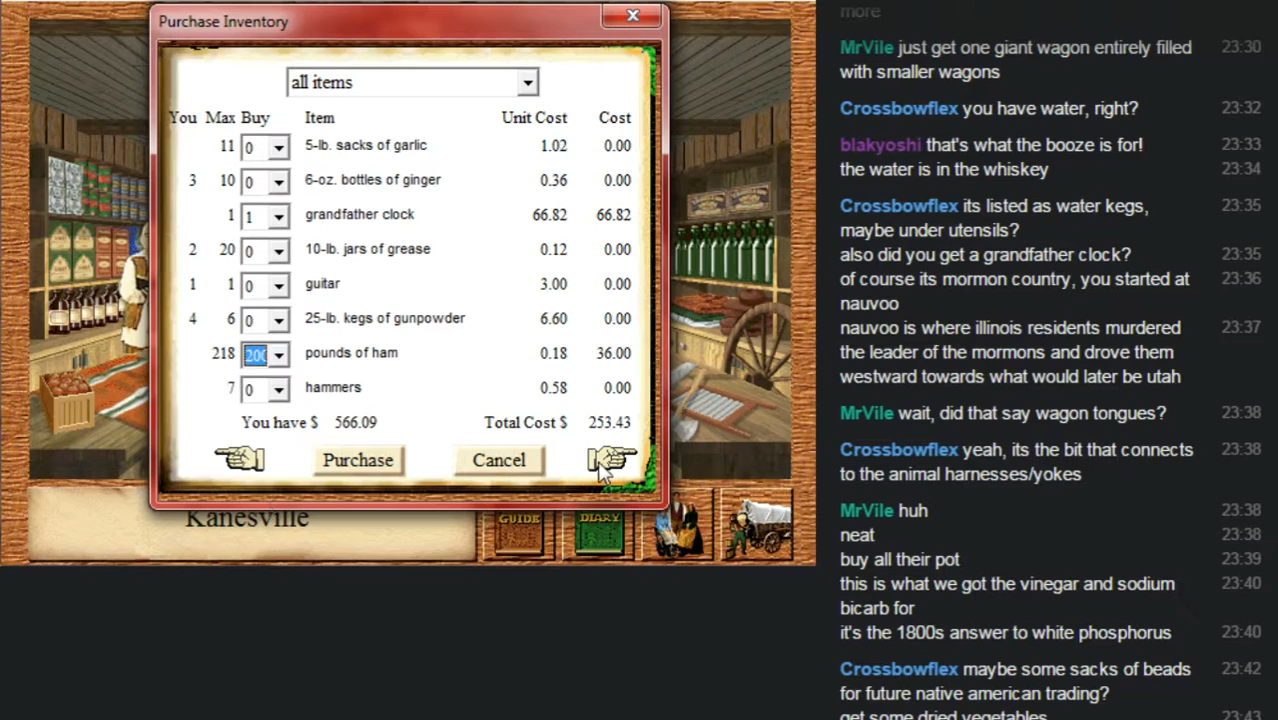 Purchase Inventory
all items
You Max Buy Item Unit Cost Cost
11 0 5-lb. sacks of garlic 1.02 0.00
3 10 0 6-oz. bottles of ginger 0.36 0.00
1 1 grandfather clock 66.82 66.82
2 20 0 10-lb. jars of grease 0.12 0.00
1 1 0 guitar 3.00 0.00
4 6 0 25-lb. kegs of gunpowder 6.60 0.00
218 200 pounds of ham 0.18 36.00
7 0 hammers 0.58 0.00
You have $ 566.09 Total Cost $ 253.43
Purchase Cancel
Kanesville
GUIDE DIARY
more
MrVile just get one giant wagon entirely filled 23:30
with smaller wagons
Crossbowflex you have water, right? 23:32
blakyoshi that's what the booze is for! 23:33
the water is in the whiskey 23:34
Crossbowflex its listed as water kegs, 23:35
maybe under utensils?
also did you get a grandfather clock? 23:35
of course its mormon country, you started at 23:36
nauvoo
nauvoo is where illinois residents murdered 23:37
the leader of the mormons and drove them
westward towards what would later be utah
MrVile wait, did that say wagon tongues? 23:38
Crossbowflex yeah, its the bit that connects 23:38
to the animal harnesses/yokes
MrVile huh 23:38
neat 23:38
buy all their pot 23:39
this is what we got the vinegar and sodium 23:40
bicarb for
it's the 1800s answer to white phosphorus 23:40
Crossbowflex maybe some sacks of beads 23:42
for future native american trading?
get some dried vegetables 23:43